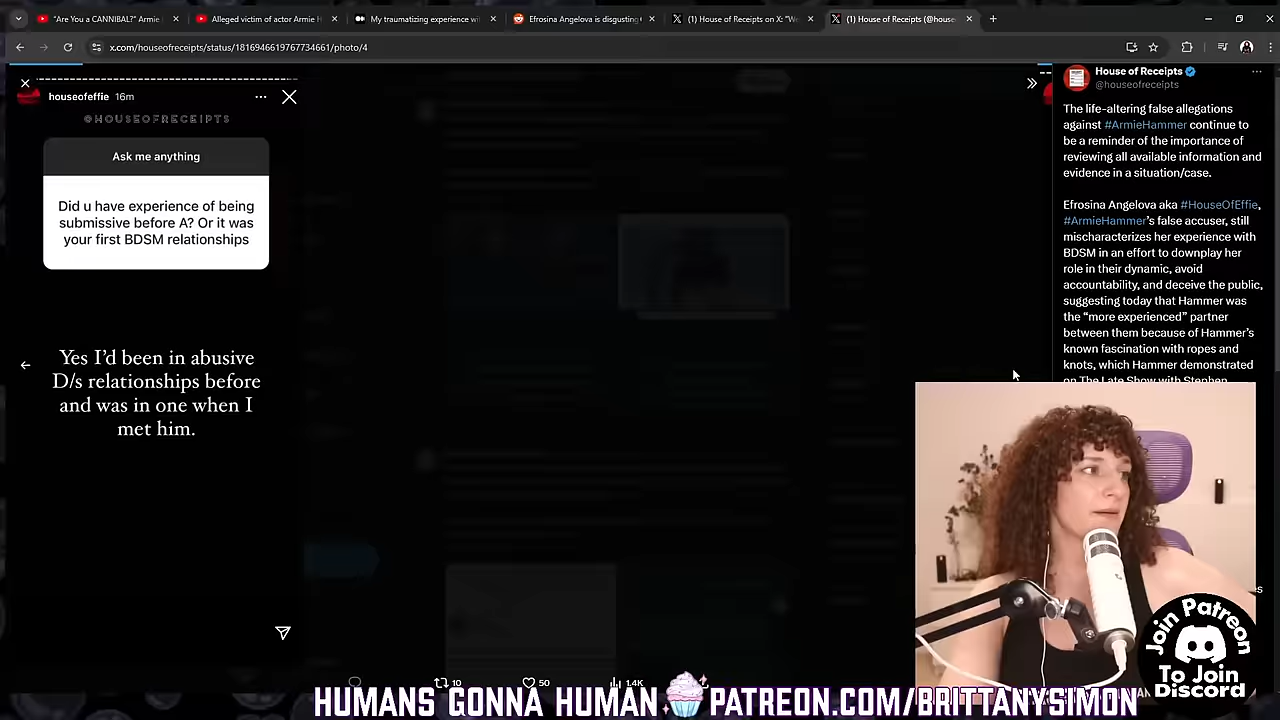 "Are You a CANNIBAL?" Armie
Alleged victim of actor Armie H
My traumatizing experience wi
Efrosina Angelova is disgusting
(1) House of Receipts on X: "We
(1) House of Receipts (@house
x.com/houseofreceipts/status/1816946619767734661/photo/4
houseofeffie 16m
@HOUSEOFRECEIPTS
Ask me anything
Did u have experience of being
submissive before A? Or it was
your first BDSM relationships
Yes I'd been in abusive
D/s relationships before
and was in one when I
met him.
10
50
1.4K
House of Receipts
@houseofreceipts
The life-altering false allegations
against #ArmieHammer continue to
be a reminder of the importance of
reviewing all available information and
evidence in a situation/case.
Efrosina Angelova aka #HouseOfEffie,
#ArmieHammer's false accuser, still
mischaracterizes her experience with
BDSM in an effort to downplay her
role in their dynamic, avoid
accountability, and deceive the public,
suggesting today that Hammer was
the "more experienced" partner
between them because of Hammer's
known fascination with ropes and
knots, which Hammer demonstrated
on The Late Show with Stephen
Join Patreon
To Join
Discord
HUMANS GONNA HUMAN PATREON.COM/BRITTANYSIMON